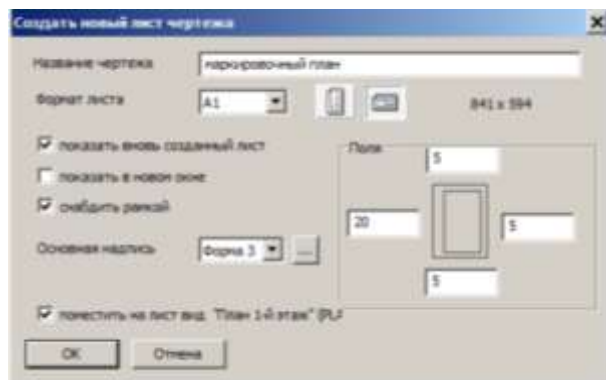 Создать новый лист чертежа
Название чертежа маркировочный план
Формат листа A1 841 x 594
показать вновь созданный лист
Поля
5
показать в новом окне
снабдить рамкой
20 5
Основная надпись Форма 3 ...
5
поместить на лист вид "План 1-й этаж" (PLA
OK Отмена